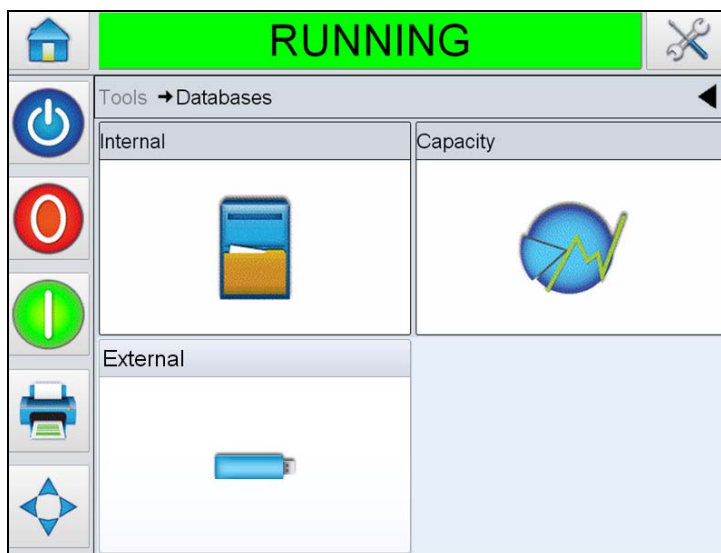 RUNNING
Tools ➔Databases
Internal
Capacity
External